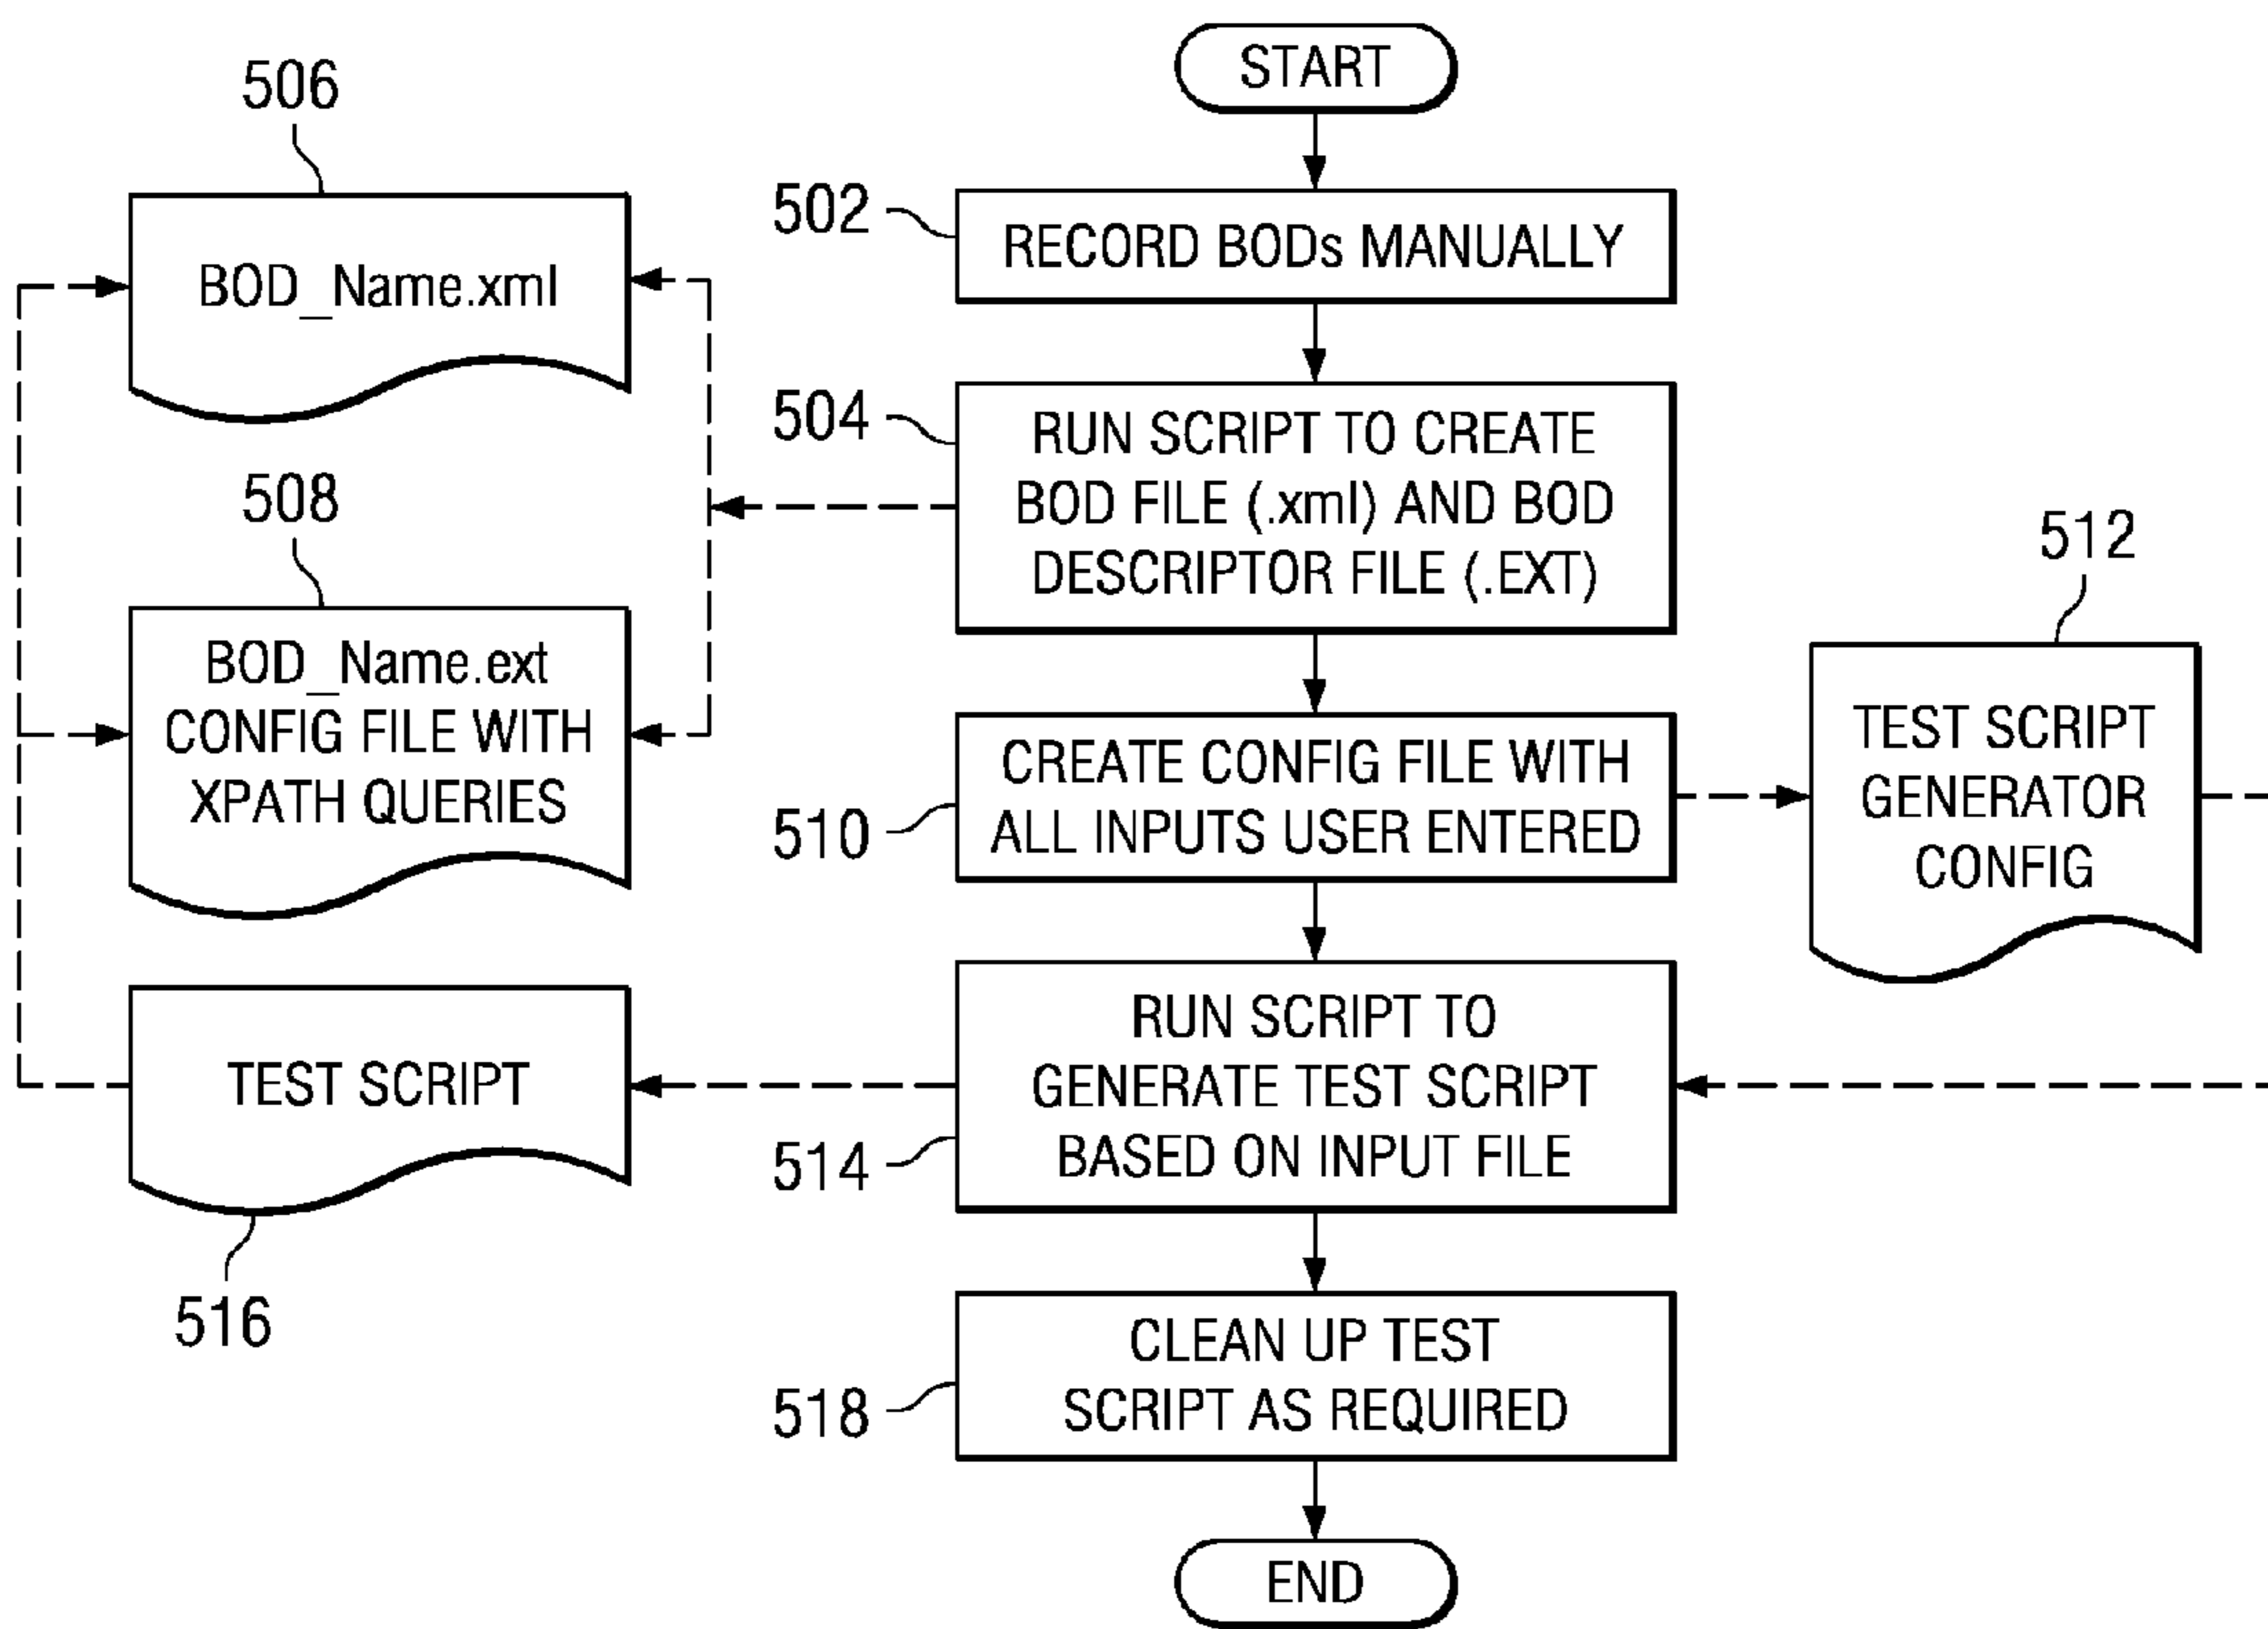 START
506
502
RECORD BODs MANUALLY
BOD_Name.xml
504
RUN SCRIPT TO CREATE
BOD FILE (.xml) AND BOD
DESCRIPTOR FILE (.EXT)
508
BOD_Name.ext
CONFIG FILE WITH
XPATH QUERIES
510
CREATE CONFIG FILE WITH
ALL INPUTS USER ENTERED
512
TEST SCRIPT
GENERATOR
CONFIG
514
RUN SCRIPT TO
GENERATE TEST SCRIPT
BASED ON INPUT FILE
TEST SCRIPT
516
518
CLEAN UP TEST
SCRIPT AS REQUIRED
END